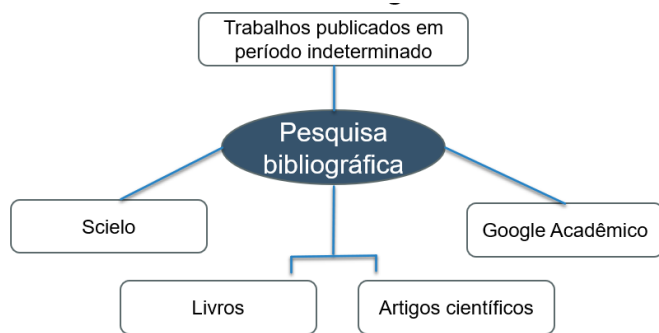 Trabalhos publicados em
período indeterminado
Pesquisa
bibliográfica
Scielo
Google Acadêmico
Livros
Artigos científicos